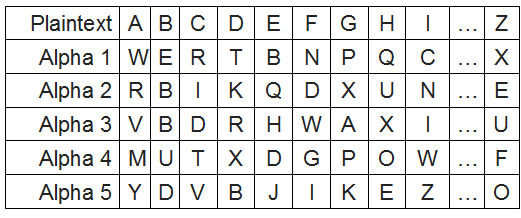 Plaintext A B C D E F G H I … Z
Alpha 1 W E R T B N P Q C … X
Alpha 2 R B I K Q D X U N … E
Alpha 3 V B D R H W A X I … U
Alpha 4 M U T X D G P O W … F
Alpha 5 Y D V B J I K E Z … O